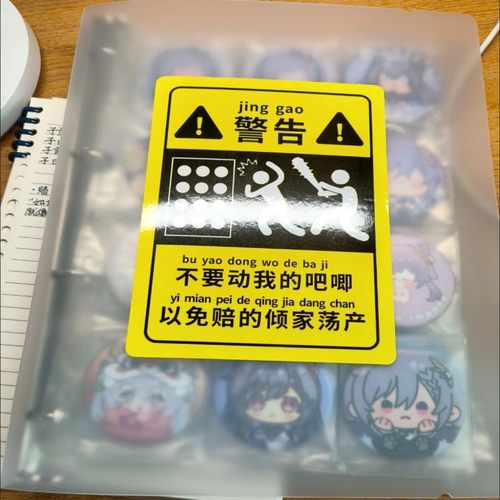 jing gao
警告
bu yao dong wo de ba ji
不要动我的吧唧
yi mian pei de qing jia dang chan
以免赔的倾家荡产